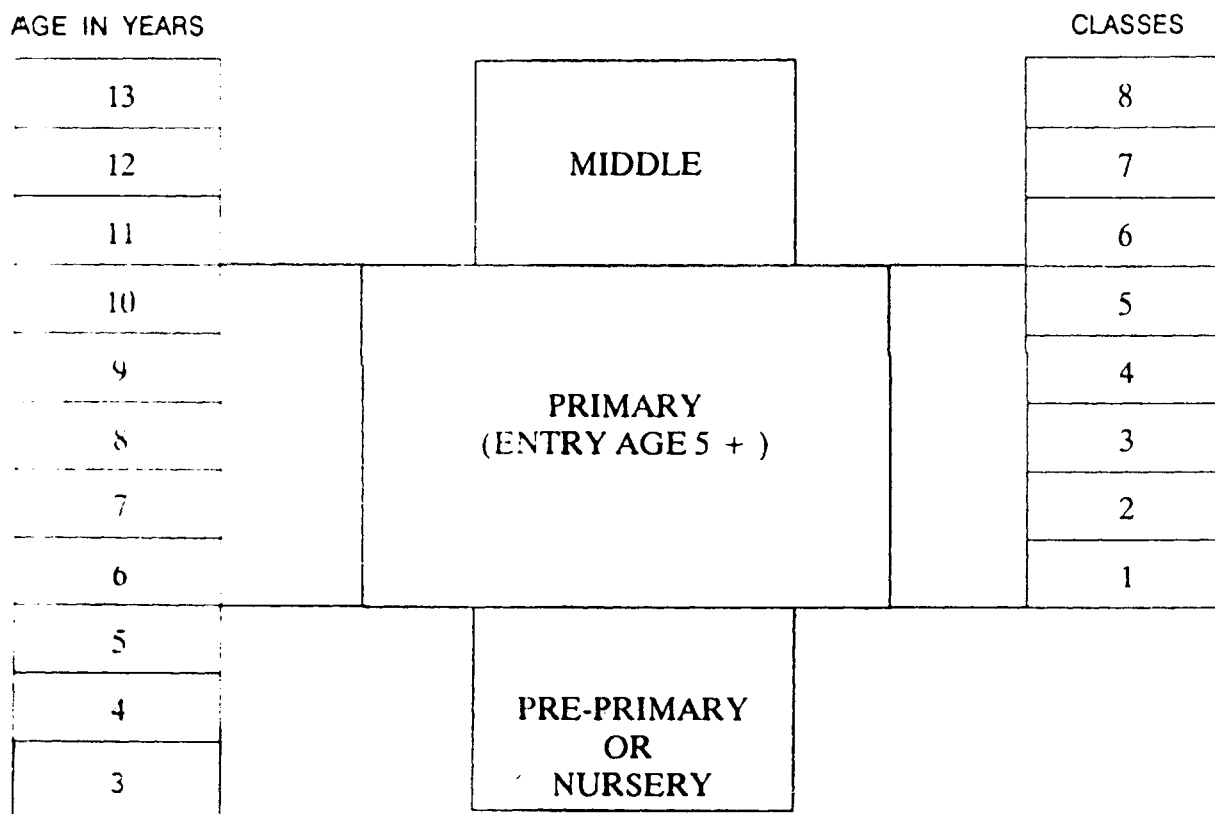 AGE IN YEARS
CLASSES
13
8
12
MIDDLE
7
11
6
10
5
9
4
PRIMARY
(ENTRY AGE 5 + )
8
3
7
2
6
1
5
4
PRE-PRIMARY
OR
NURSERY
3